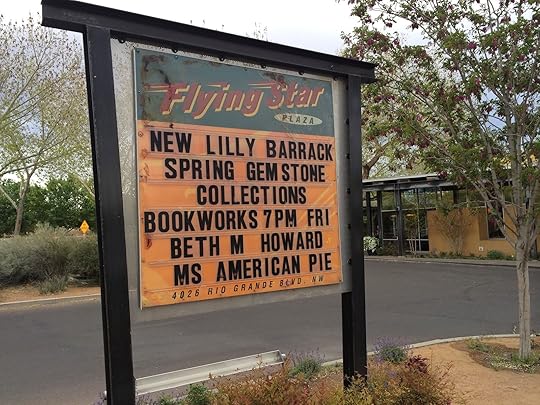 Flying Star
PLAZA
NEW LILLY BARRACK
SPRING GEMSTONE
COLLECTIONS
BOOKWORKS 7PM FRI
BETH M HOWARD
MS AMERICAN PIE
4026 RIO GRANDE BLVD. NW